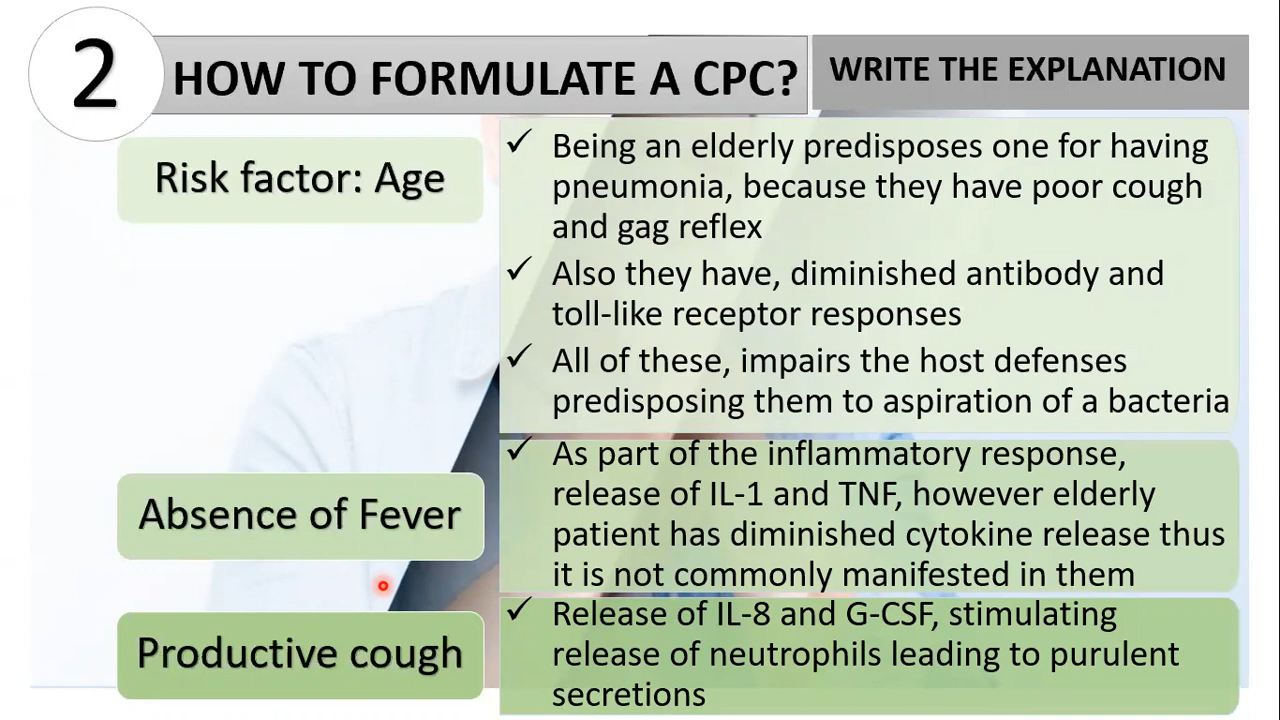 2
HOW TO FORMULATE A CPC?
WRITE THE EXPLANATION
Risk factor: Age
✓ Being an elderly predisposes one for having
pneumonia, because they have poor cough
and gag reflex
✓ Also they have, diminished antibody and
toll-like receptor responses
✓ All of these, impairs the host defenses
predisposing them to aspiration of a bacteria
Absence of Fever
✓ As part of the inflammatory response,
release of IL-1 and TNF, however elderly
patient has diminished cytokine release thus
it is not commonly manifested in them
Productive cough
✓ Release of IL-8 and G-CSF, stimulating
release of neutrophils leading to purulent
secretions